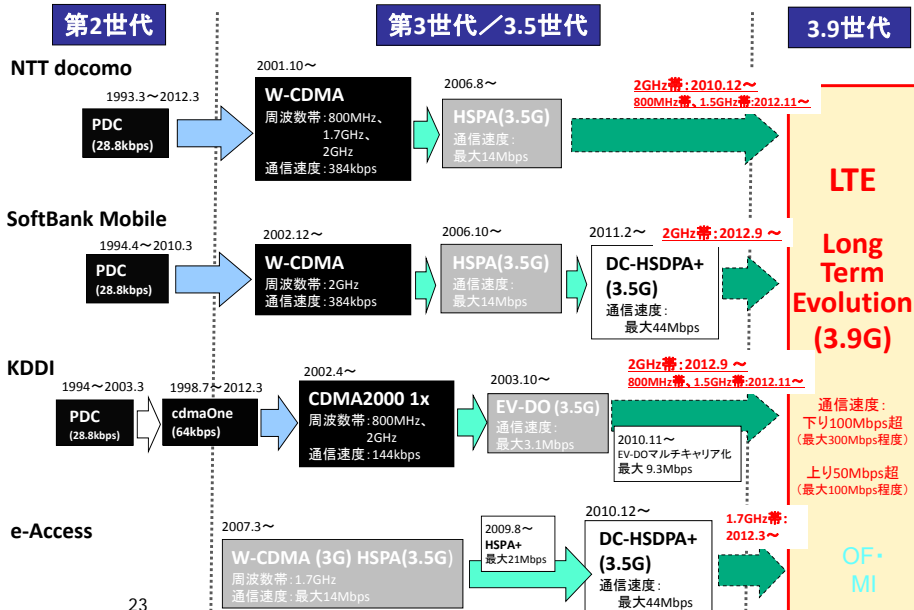 第2世代
第3世代／3.5世代
3.9世代
NTT docomo
1993.3～2012.3
PDC
(28.8kbps)
2001.10～
W-CDMA
周波数帯：800MHz、
1.7GHz、
2GHz
通信速度：384kbps
2006.8～
HSPA(3.5G)
通信速度：
最大14Mbps
2GHz帯：2010.12～
800MHz帯、1.5GHz帯：2012.11～
SoftBank Mobile
1994.4～2010.3
PDC
(28.8kbps)
2002.12～
W-CDMA
周波数帯：2GHz
通信速度：384kbps
2006.10～
HSPA(3.5G)
通信速度：
最大14Mbps
2011.2～
DC-HSDPA+
(3.5G)
通信速度：
最大44Mbps
2GHz帯：2012.9 ～
KDDI
1994～2003.3
PDC
(28.8kbps)
1998.7～2012.3
cdmaOne
(64kbps)
2002.4～
CDMA2000 1x
周波数帯：800MHz、
2GHz
通信速度：144kbps
2003.10～
EV-DO (3.5G)
通信速度：
最大3.1Mbps
2010.11～
EV-DOマルチキャリア化
最大 9.3Mbps
2GHz帯：2012.9 ～
800MHz帯、1.5GHz帯：2012.11～
e-Access
2007.3～
W-CDMA (3G) HSPA(3.5G)
周波数帯：1.7GHz
通信速度：最大14Mbps
2009.8～
HSPA+
最大21Mbps
2010.12～
DC-HSDPA+
(3.5G)
通信速度：
最大44Mbps
1.7GHz帯：
2012.3～
LTE
Long
Term
Evolution
(3.9G)
通信速度：
下り100Mbps超
（最大300Mbps程度）
上り50Mbps超
（最大100Mbps程度）
OF・
MI
23